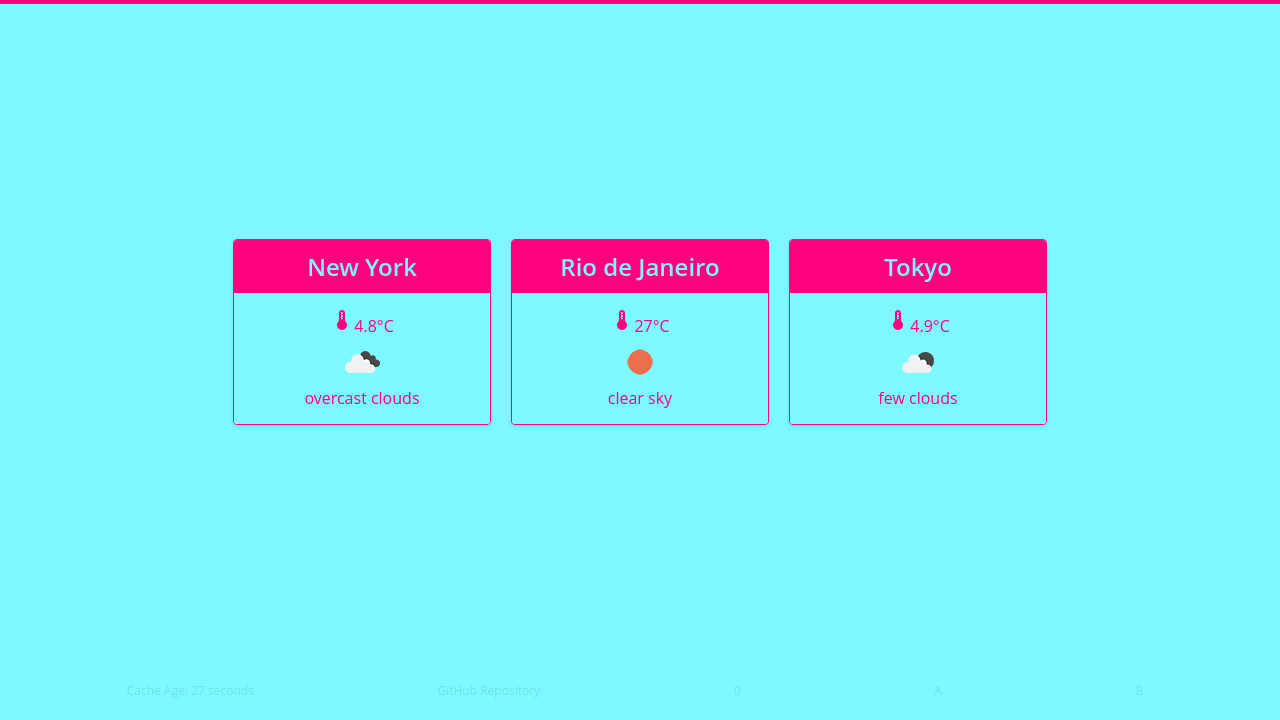 New York
4.8°C
overcast clouds
Rio de Janeiro
27°C
clear sky
Tokyo
4.9°C
few clouds
Cache Age: 27 seconds
GitHub Repository
0
A
B